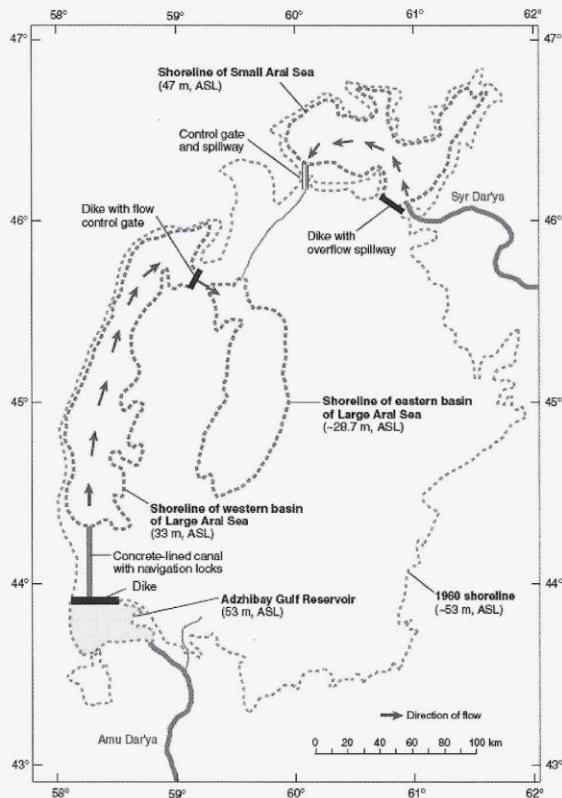 58°
59°
60°
61°
62°
47°
47°
Shoreline of Small Aral Sea
(47 m, ASL)
Control gate
and spillway
Syr Dar'ya
Dike with flow
control gate
46°
46°
Dike with
overflow spillway
45°
45°
Shoreline of eastern basin
of Large Aral Sea
(~28.7 m, ASL)
Shoreline of western basin
of Large Aral Sea
(33 m, ASL)
Concrete-lined canal
with navigation locks
44°
44°
Dike
Adzhibay Gulf Reservoir
(53 m, ASL)
1960 shoreline
(~53 m, ASL)
Direction of flow
Amu Dar'ya
0 20 40 60 80 100 km
43°
43°
58°
59°
60°
61°
62°